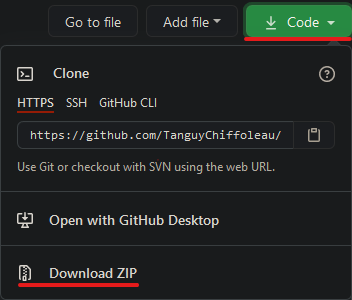 Go to file Add file Code
Clone
HTTPS SSH GitHub CLI
https://github.com/TanguyChiffoleau/
Use Git or checkout with SVN using the web URL.
Open with GitHub Desktop
Download ZIP